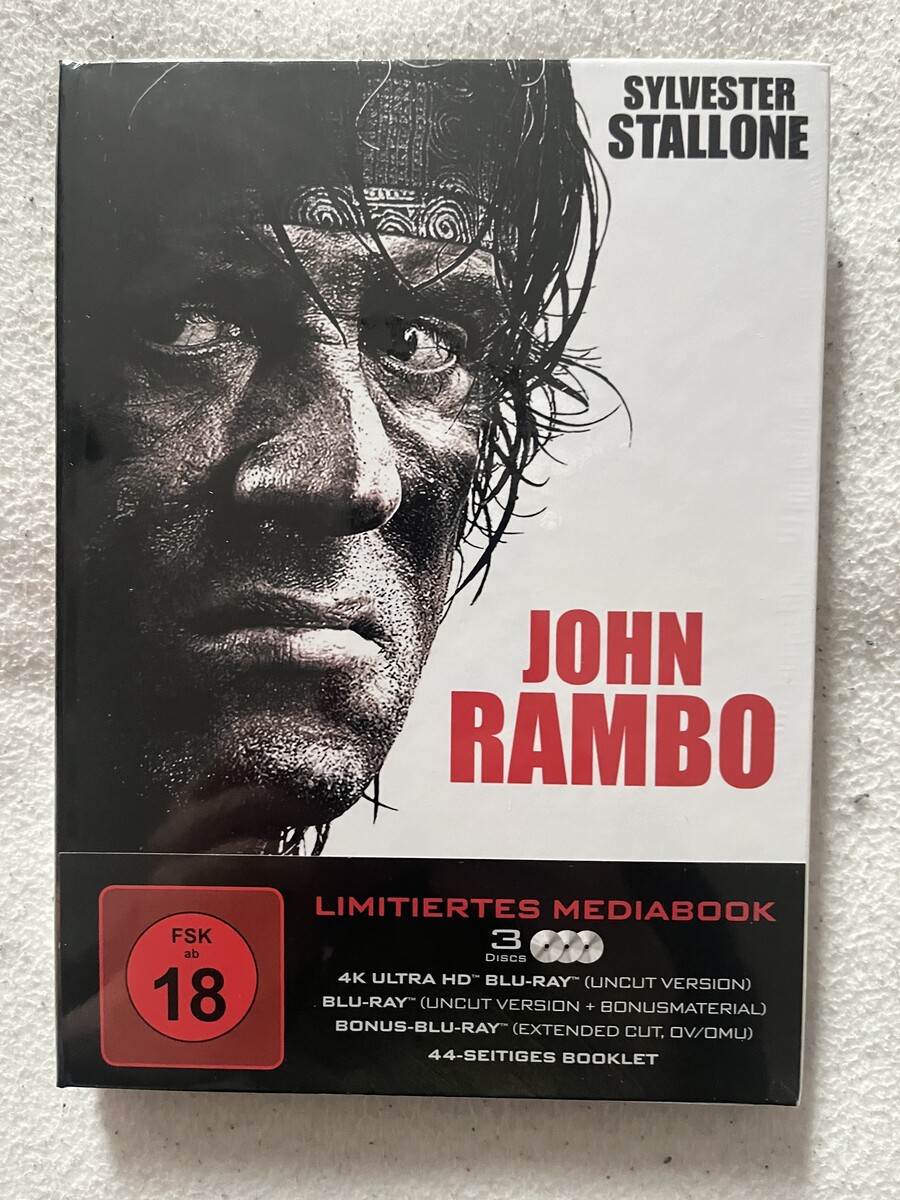 SYLVESTER
STALLONE
JOHN
RAMBO
LIMITIERTES MEDIABOOK
3
DISCS
4K ULTRA HD™ BLU-RAY™ (UNCUT VERSION)
BLU-RAY™ (UNCUT VERSION + BONUSMATERIAL)
BONUS-BLU-RAY™ (EXTENDED CUT, OV/OMU)
44-SEITIGES BOOKLET
FSK
ab
18